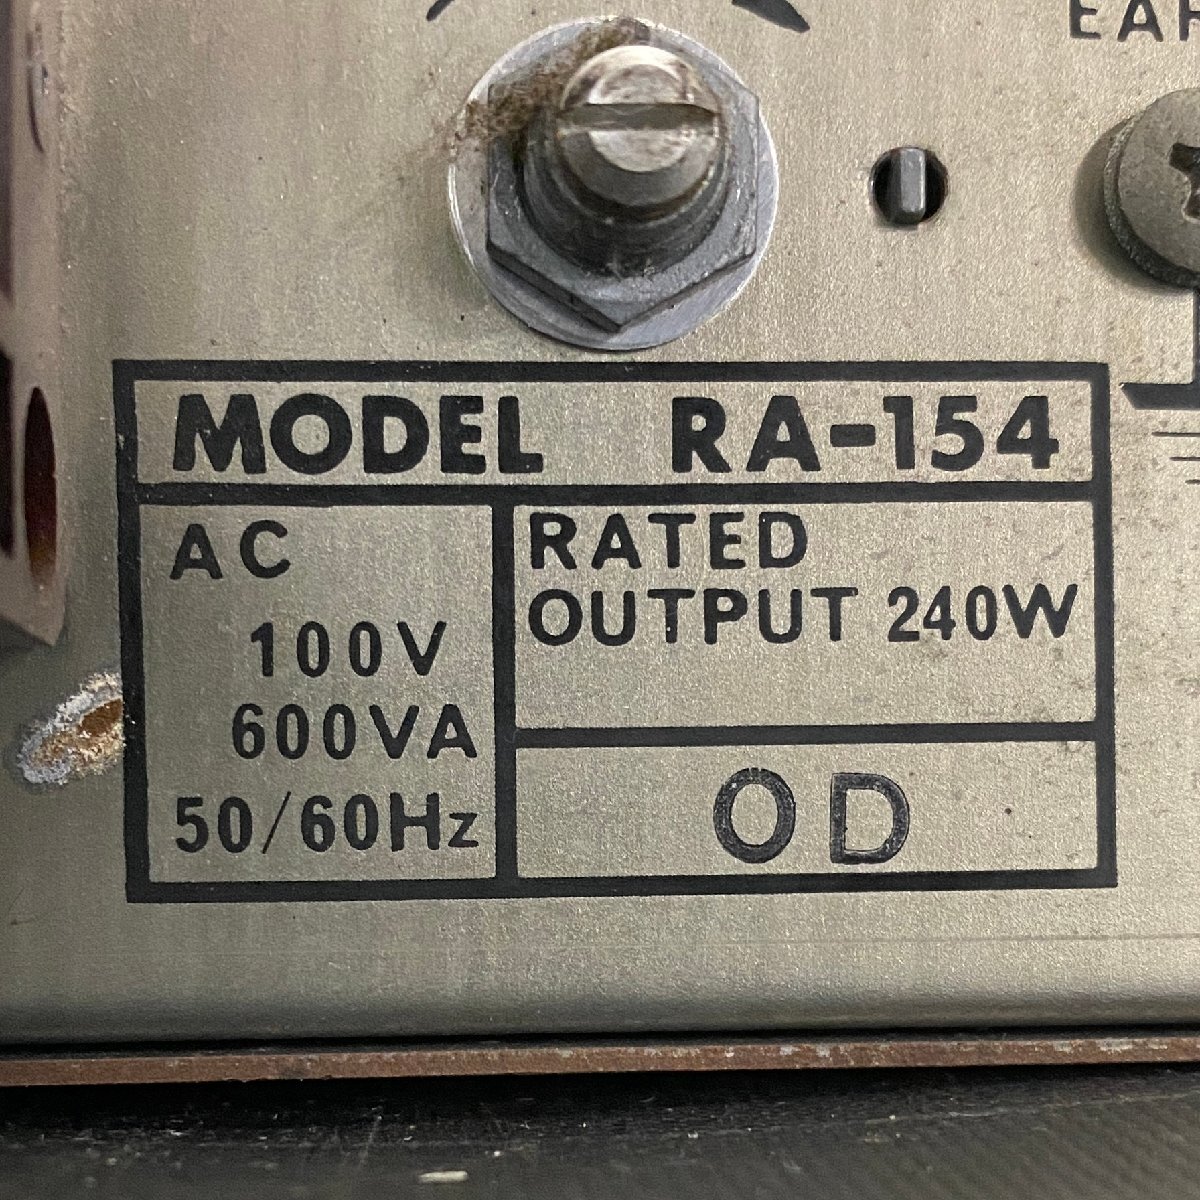 MODEL RA-154
AC
100V
600VA
50/60Hz
RATED
OUTPUT 240W
OD